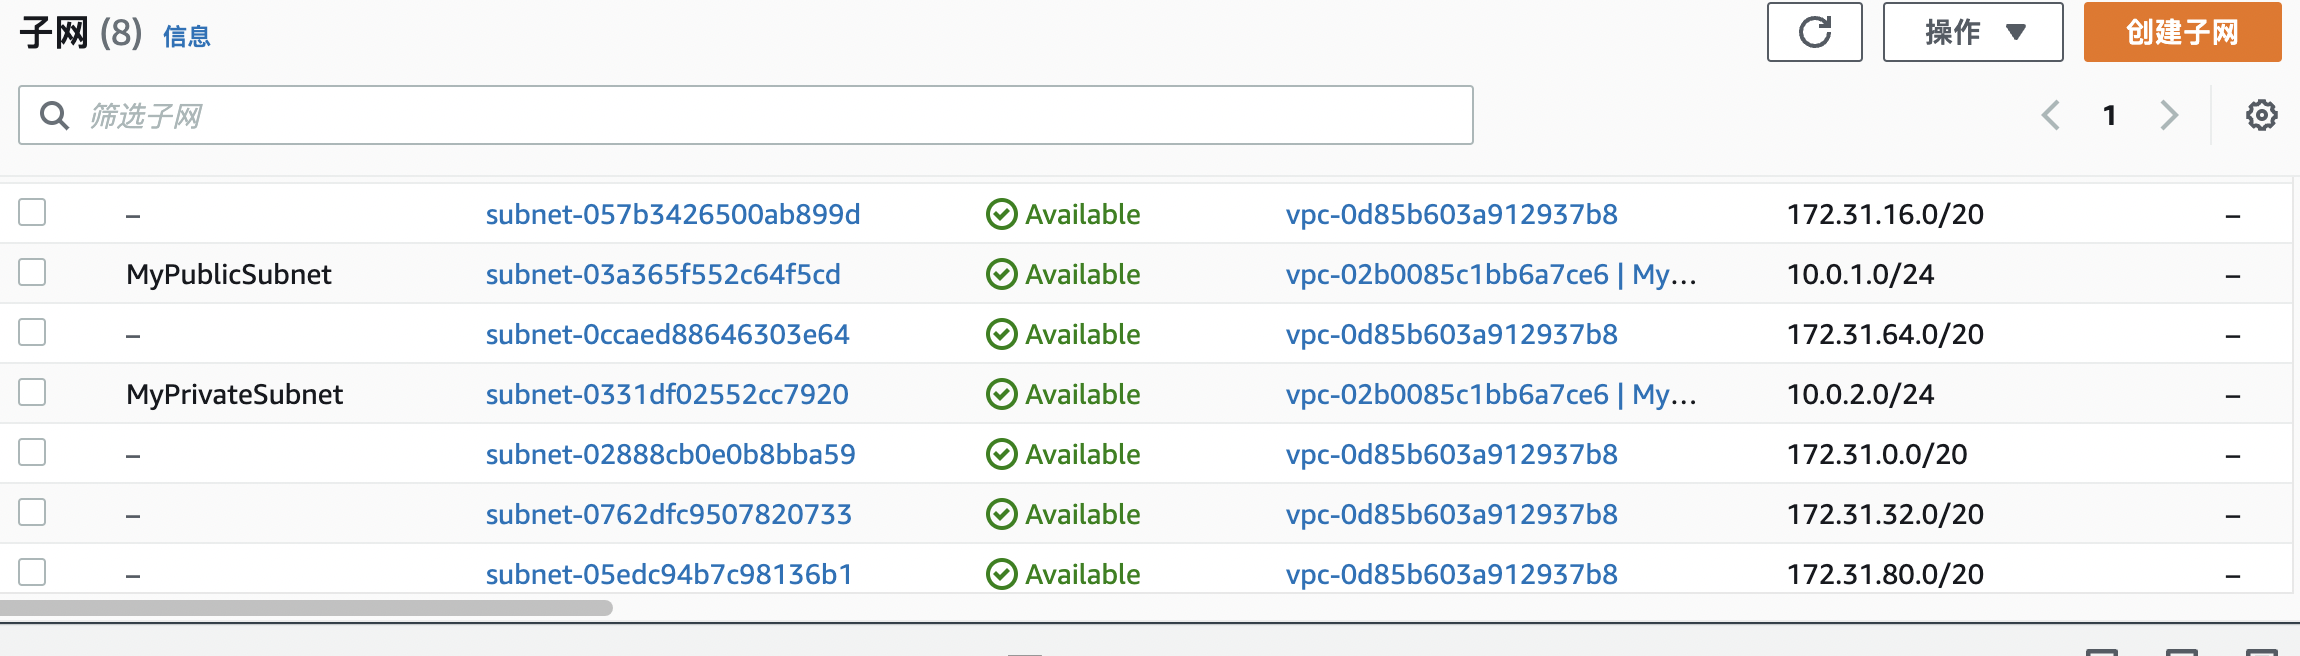 子网 (8) 信息 操作 创建子网
筛选子网 1
– subnet-057b3426500ab899d Available vpc-0d85b603a912937b8 172.31.16.0/20 –
MyPublicSubnet subnet-03a365f552c64f5cd Available vpc-02b0085c1bb6a7ce6 | My... 10.0.1.0/24 –
– subnet-0ccaed88646303e64 Available vpc-0d85b603a912937b8 172.31.64.0/20 –
MyPrivateSubnet subnet-0331df02552cc7920 Available vpc-02b0085c1bb6a7ce6 | My... 10.0.2.0/24 –
– subnet-02888cb0e0b8bba59 Available vpc-0d85b603a912937b8 172.31.0.0/20 –
– subnet-0762dfc9507820733 Available vpc-0d85b603a912937b8 172.31.32.0/20 –
– subnet-05edc94b7c98136b1 Available vpc-0d85b603a912937b8 172.31.80.0/20 –